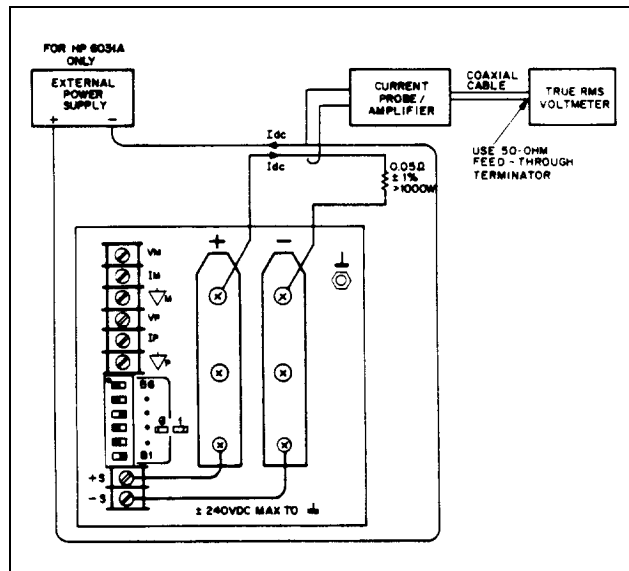 FOR HP 6031A
ONLY
EXTERNAL
POWER
SUPPLY
+ –
CURRENT
PROBE /
AMPLIFIER
COAXIAL
CABLE
TRUE RMS
VOLTMETER
USE 50-OHM
FEED-THROUGH
TERMINATOR
Idc
Idc
0.05Ω
± 1%
>1000W
+ –
VM
IM
M
VP
IP
P
B6
0 1
B1
+S
–S
± 240VDC MAX TO